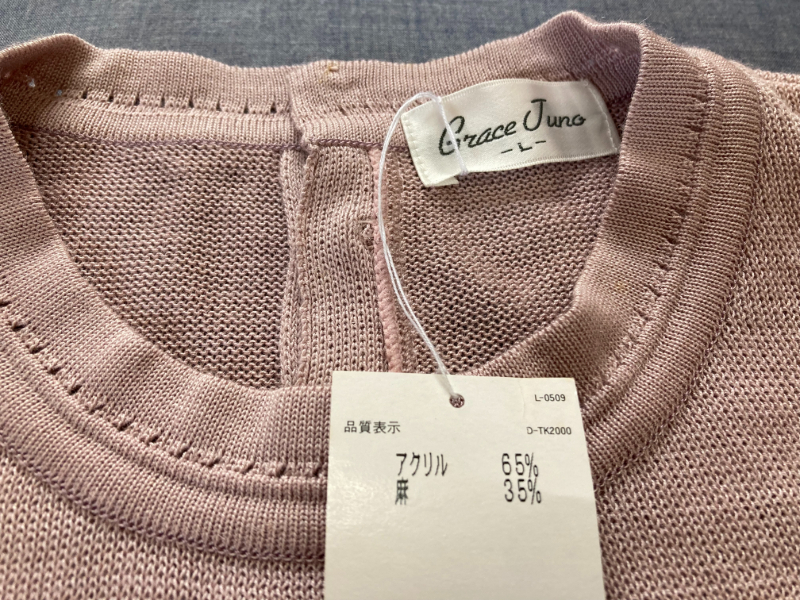 Grace Juno
-L-
L-0509
品質表示
D-TK2000
アクリル 65%
麻 35%